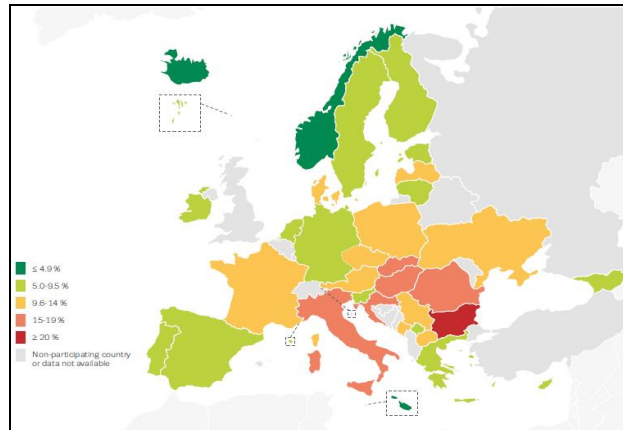 ≤ 4.9 %
5.0-9.5 %
9.6-14 %
15-19 %
≥ 20 %
Non-participating country
or data not available